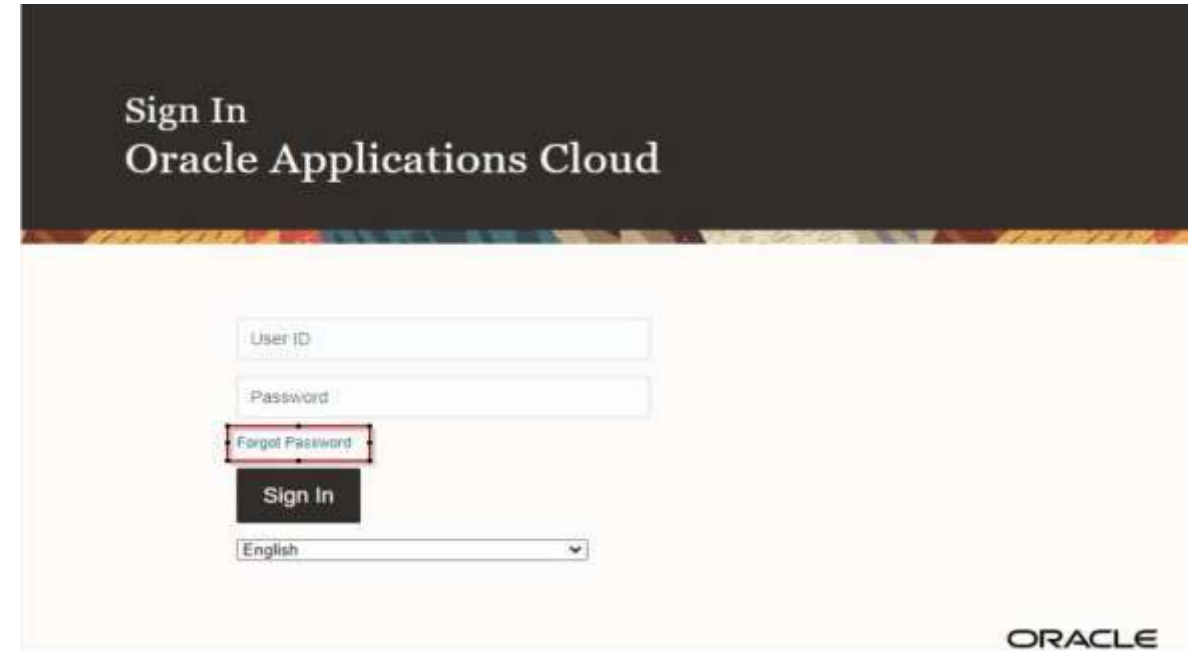 Sign In
Oracle Applications Cloud
User ID
Password
Forgot Password
Sign In
English
ORACLE